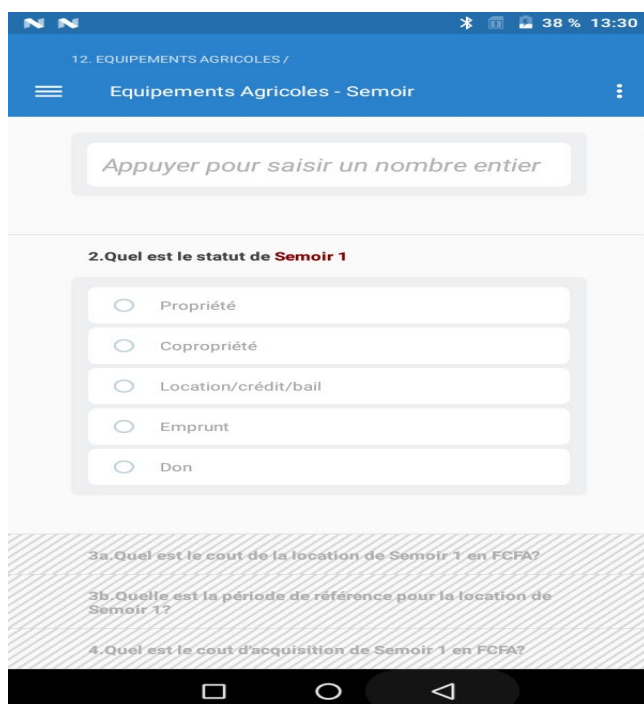 38 % 13:30
12. EQUIPEMENTS AGRICOLES /
Equipements Agricoles - Semoir
Appuyer pour saisir un nombre entier
2.Quel est le statut de Semoir 1
Propriété
Copropriété
Location/crédit/bail
Emprunt
Don
3a.Quel est le cout de la location de Semoir 1 en FCFA?
3b.Quelle est la période de référence pour la location de
Semoir 1?
4.Quel est le cout d'acquisition de Semoir 1 en FCFA?